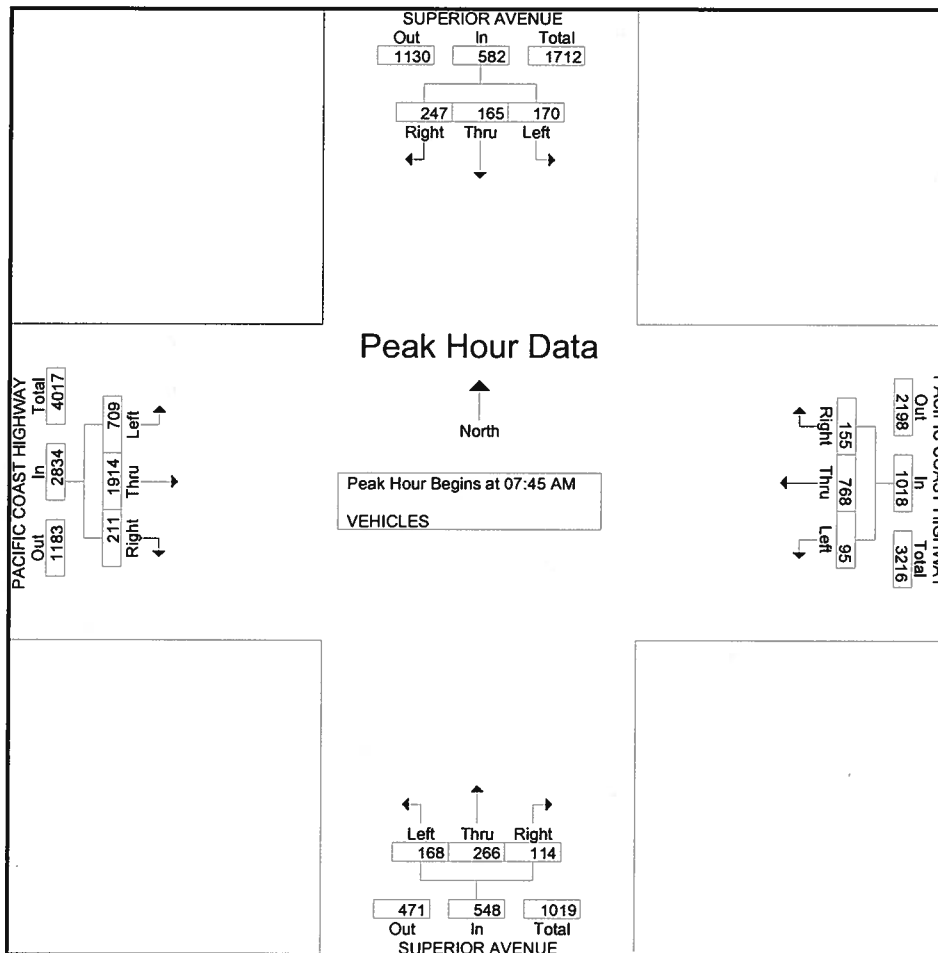 SUPERIOR AVENUE
Out In Total
1130 582 1712
247 165 170
Right Thru Left
Peak Hour Data
North
Peak Hour Begins at 07:45 AM
VEHICLES
PACIFIC COAST HIGHWAY
Out In Total
1183 2834 4017
709 1914 211
Left Thru Right
Out In Total
2198 1018 3216
155 768 95
Right Thru Left
COAST HIGHWAY
Left Thru Right
168 266 114
471 548 1019
Out In Total
SUPERIOR AVENUE